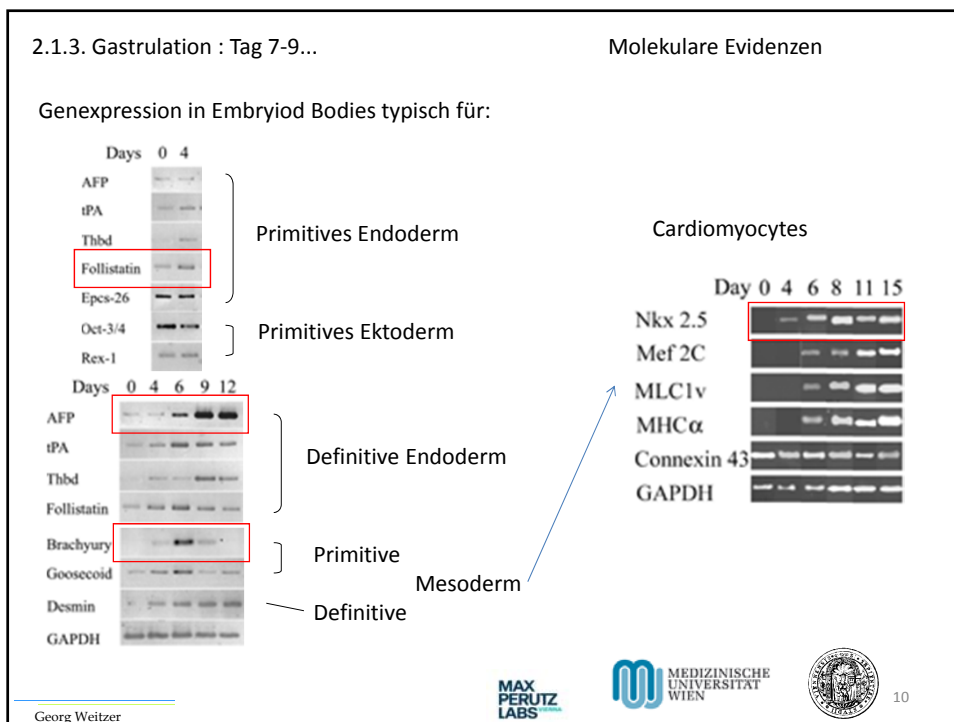 2.1.3. Gastrulation : Tag 7-9...
Molekulare Evidenzen
Genexpression in Embryiod Bodies typisch für:
Days 0 4
AFP
tPA
Thbd
Follistatin
Epcs-26
Primitives Endoderm
Oct-3/4
Rex-1
Primitives Ektoderm
Days 0 4 6 9 12
AFP
tPA
Thbd
Follistatin
Definitive Endoderm
Brachyury
Goosecoid
Primitive
Mesoderm
Desmin
Definitive
GAPDH
Cardiomyocytes
Day 0 4 6 8 11 15
Nkx 2.5
Mef 2C
MLC1v
MHCα
Connexin 43
GAPDH
Georg Weitzer
MAX
PERUTZ
LABS VIENNA
MEDIZINISCHE
UNIVERSITÄT
WIEN
10